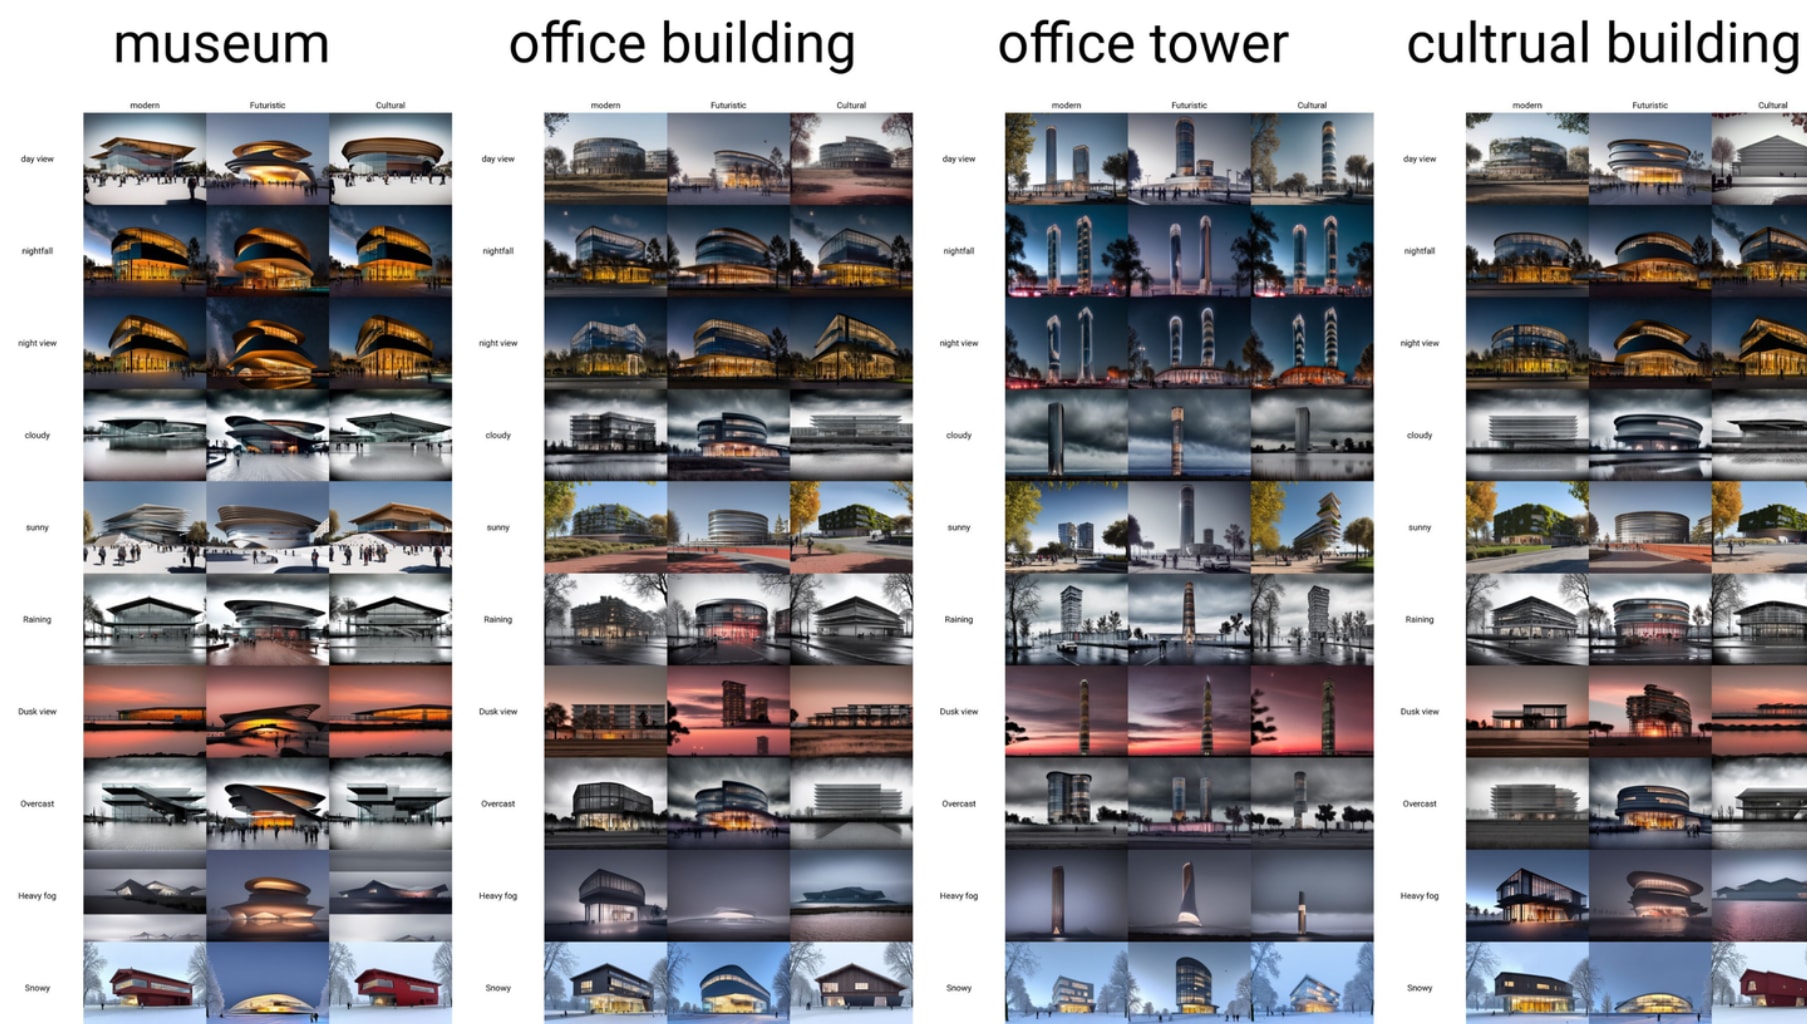 museum
office building
office tower
cultrual building
modern
Futuristic
Cultural
modern
Futuristic
Cultural
modern
Futuristic
Cultural
modern
Futuristic
Cultural
day view
day view
day view
day view
nightfall
nightfall
nightfall
nightfall
night view
night view
night view
night view
cloudy
cloudy
cloudy
cloudy
sunny
sunny
sunny
sunny
Raining
Raining
Raining
Raining
Dusk view
Dusk view
Dusk view
Dusk view
Overcast
Overcast
Overcast
Overcast
Heavy fog
Heavy fog
Heavy fog
Heavy fog
Snowy
Snowy
Snowy
Snowy